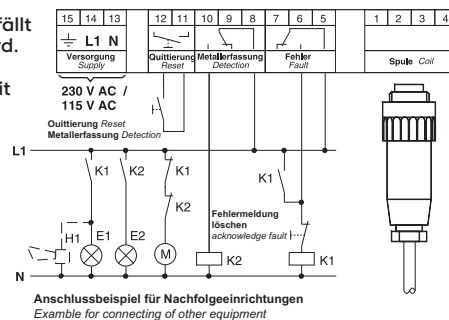 fällt
rd.
it
15 14 13 12 11 10 9 8 7 6 5 1 2 3 4
L1 N
Versorgung
Supply
Quittierung
Reset
Metallerfassung
Detection
Fehler
Fault
Spule Coil
230 V AC /
115 V AC
Quittierung Reset
Metallerfassung Detection
L1
K1 K2 K1 K1
K2
Fehlermeldung
löschen
acknowledge fault
H1 E1 E2 M K2 K1
N
Anschlussbeispiel für Nachfolgeeinrichtungen
Examble for connecting of other equipment